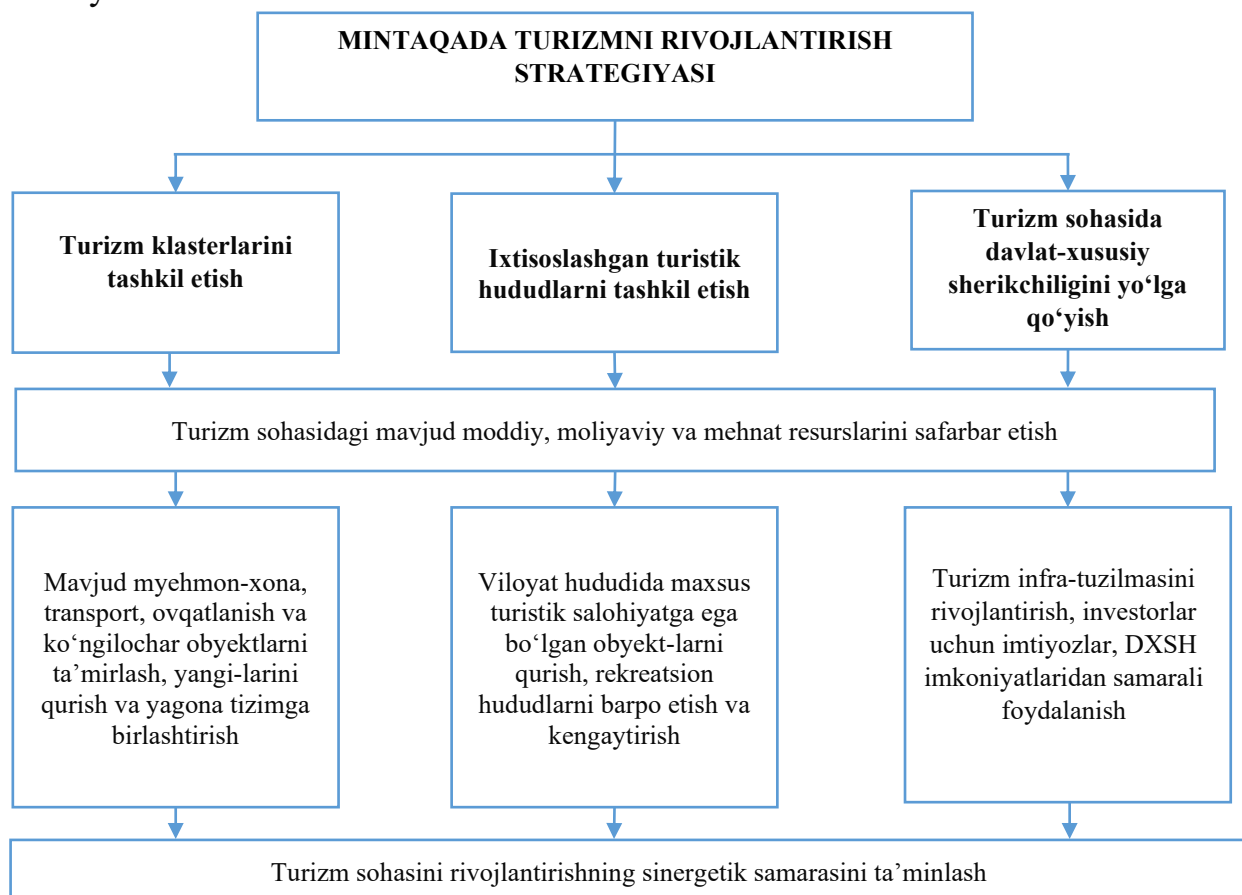 MINTAQADA TURIZMNI RIVOJLANTIRISH
STRATEGIYASI
Turizm klasterlarini
tashkil etish
Ixtisoslashgan turistik
hududlarni tashkil etish
Turizm sohasida
davlat-xususiy
sherikchiligini yo‘lga
qo‘yish
Turizm sohasidagi mavjud moddiy, moliyaviy va mehnat resurslarini safarbar etish
Mavjud myehmon-xona,
transport, ovqatlanish va
ko‘ngilochar obyektlarni
ta’mirlash, yangi-larini
qurish va yagona tizimga
birlashtirish
Viloyat hududida maxsus
turistik salohiyatga ega
bo‘lgan obyekt-larni
qurish, rekreatsion
hududlarni barpo etish va
kengaytirish
Turizm infra-tuzilmasini
rivojlantirish, investorlar
uchun imtiyozlar, DXSH
imkoniyatlaridan samarali
foydalanish
Turizm sohasini rivojlantirishning sinergetik samarasini ta’minlash